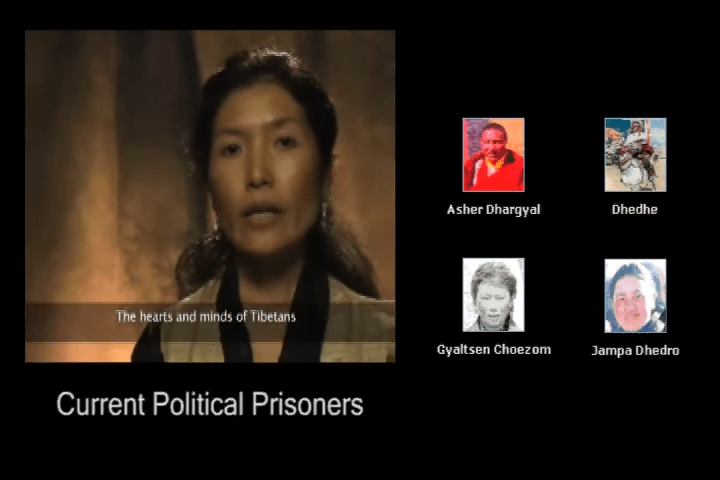 The hearts and minds of Tibetans
Current Political Prisoners
Asher Dhargyal
Dhedhe
Gyaltsen Choezom
Jampa Dhedro